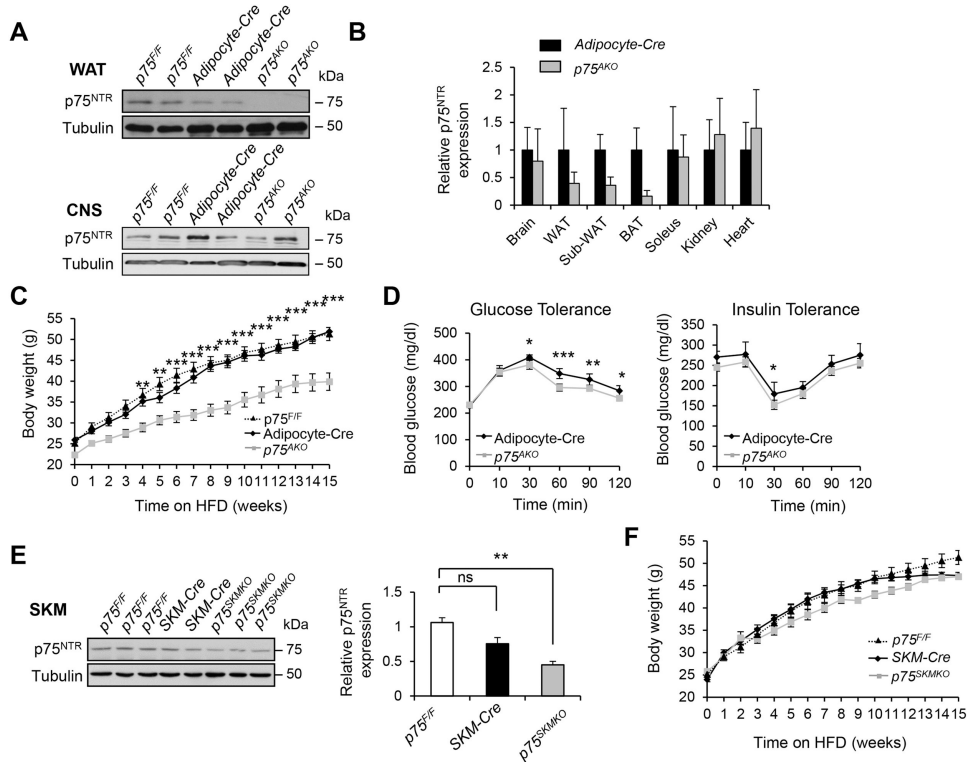 A
WAT
p75F/F
p75F/F
Adipocyte-Cre
Adipocyte-Cre
p75AKO
p75AKO
kDa
p75NTR
– 75
Tubulin
– 50
CNS
p75F/F
p75F/F
Adipocyte-Cre
Adipocyte-Cre
p75AKO
p75AKO
kDa
p75NTR
75
Tubulin
50
B
Adipocyte-Cre
p75AKO
Relative p75NTR
expression
2.5
2
1.5
1
0.5
0
Brain
WAT
Sub-WAT
BAT
Soleus
Kidney
Heart
C
Body weight (g)
55
50
45
40
35
30
25
20
** ** *** *** *** *** *** *** *** *** *** ***
p75F/F
Adipocyte-Cre
p75AKO
0 1 2 3 4 5 6 7 8 9 10 11 12 13 14 15
Time on HFD (weeks)
D
Glucose Tolerance
Blood glucose (mg/dl)
500
400
300
200
100
0
* *** ** *
Adipocyte-Cre
p75AKO
0 10 30 60 90 120
Time (min)
Insulin Tolerance
Blood glucose (mg/dl)
350
300
250
200
150
100
50
0
*
Adipocyte-Cre
p75AKO
0 10 30 60 90 120
Time (min)
E
SKM
p75F/F
p75F/F
p75F/F
SKM-Cre
SKM-Cre
p75SKMKO
p75SKMKO
p75SKMKO
kDa
p75NTR
75
Tubulin
50
Relative p75NTR
expression
1.5
1
0.5
0
**
ns
p75F/F
SKM-Cre
p75SKMKO
F
Body weight (g)
55
50
45
40
35
30
25
20
p75F/F
SKM-Cre
p75SKMKO
0 1 2 3 4 5 6 7 8 9 10 11 12 13 14 15
Time on HFD (weeks)